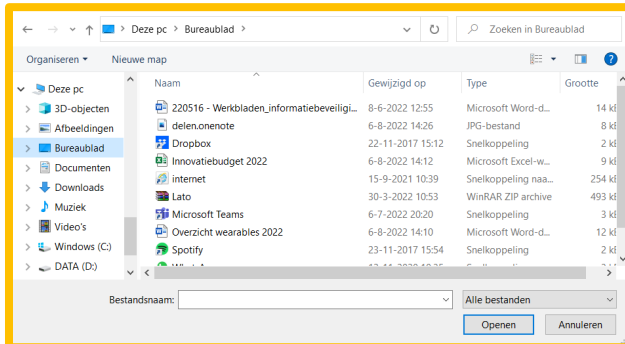 Deze pc > Bureaublad >
Zoeken in Bureaublad
Organiseren
Nieuwe map
Deze pc
3D-objecten
Afbeeldingen
Bureaublad
Documenten
Downloads
Muziek
Video's
Windows (C:)
DATA (D:)
Naam Gewijzigd op Type Grootte
220516 - Werkbladen_informatiebeveiligi... 8-6-2022 12:55 Microsoft Word-d... 14 kB
delen.onenote 6-8-2022 14:26 JPG-bestand 8 kB
Dropbox 22-11-2017 15:12 Snelkoppeling 2 kB
Innovatiebudget 2022 6-8-2022 14:12 Microsoft Excel-w... 9 kB
internet 15-9-2021 10:39 Snelkoppeling naa... 254 kB
Lato 30-3-2022 10:53 WinRAR ZIP archive 493 kB
Microsoft Teams 6-7-2022 20:20 Snelkoppeling 3 kB
Overzicht wearables 2022 6-8-2022 14:10 Microsoft Word-d... 12 kB
Spotify 23-11-2017 15:54 Snelkoppeling 2 kB
Bestandsnaam:
Alle bestanden
Openen
Annuleren